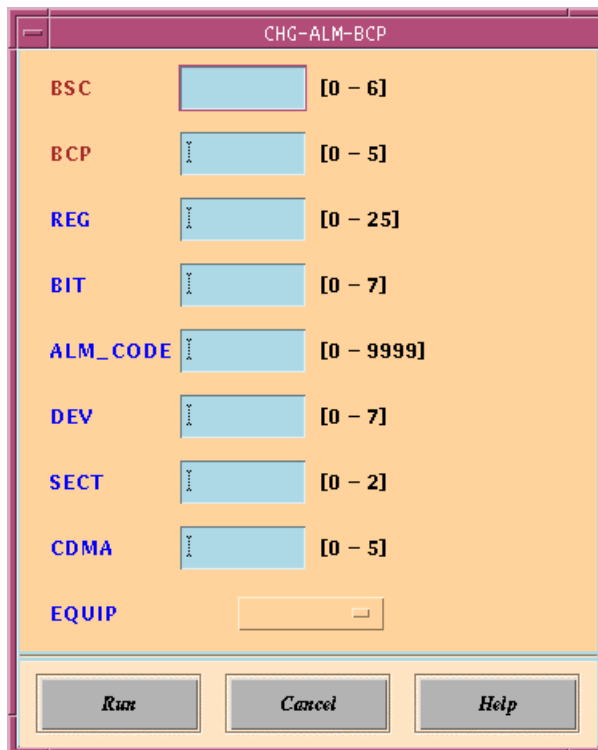 CHG-ALM-BCP
BSC [0 – 6]
BCP [0 – 5]
REG [0 – 25]
BIT [0 – 7]
ALM_CODE [0 – 9999]
DEV [0 – 7]
SECT [0 – 2]
CDMA [0 – 5]
EQUIP
Run Cancel Help